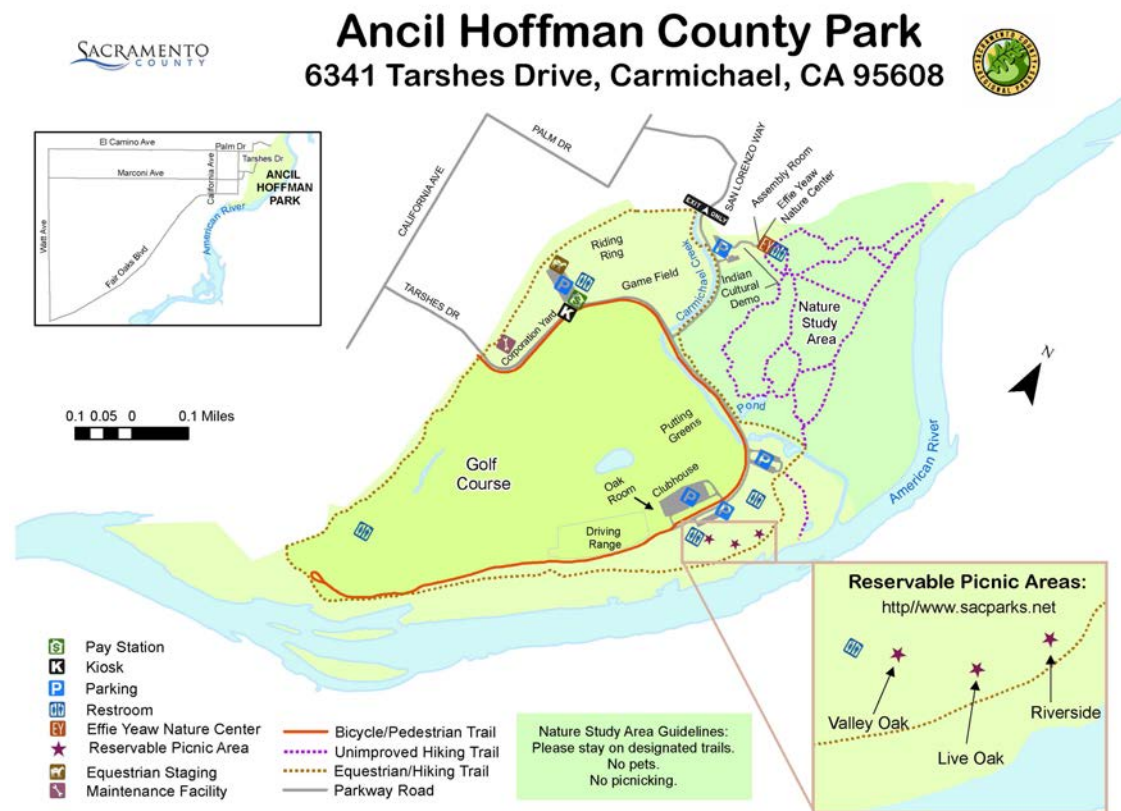 SACRAMENTO
COUNTY
Ancil Hoffman County Park
6341 Tarshes Drive, Carmichael, CA 95608
SACRAMENTO COUNTY
REGIONAL PARKS
El Camino Ave
Palm Dr
Tarshes Dr
Marconi Ave
California Ave
ANCIL
HOFFMAN
PARK
American River
Watt Ave
Fair Oaks Blvd
PALM DR
CALIFORNIA AVE
TARSHES DR
SAN LORENZO WAY
EXIT ONLY
Assembly Room
Effie Yeaw
Nature Center
EY
Riding
Ring
Game Field
Carmichael Creek
Indian
Cultural
Demo
Nature
Study
Area
P
P
$
K
Corporation Yard
N
0.1 0.05 0 0.1 Miles
Pond
Putting
Greens
Golf
Course
Oak
Room
Clubhouse
P
P
P
Driving
Range
American River
Reservable Picnic Areas:
http//www.sacparks.net
Valley Oak
Live Oak
Riverside
$ Pay Station
K Kiosk
P Parking
Restroom
EY Effie Yeaw Nature Center
Reservable Picnic Area
Equestrian Staging
Maintenance Facility
Bicycle/Pedestrian Trail
Unimproved Hiking Trail
Equestrian/Hiking Trail
Parkway Road
Nature Study Area Guidelines:
Please stay on designated trails.
No pets.
No picnicking.